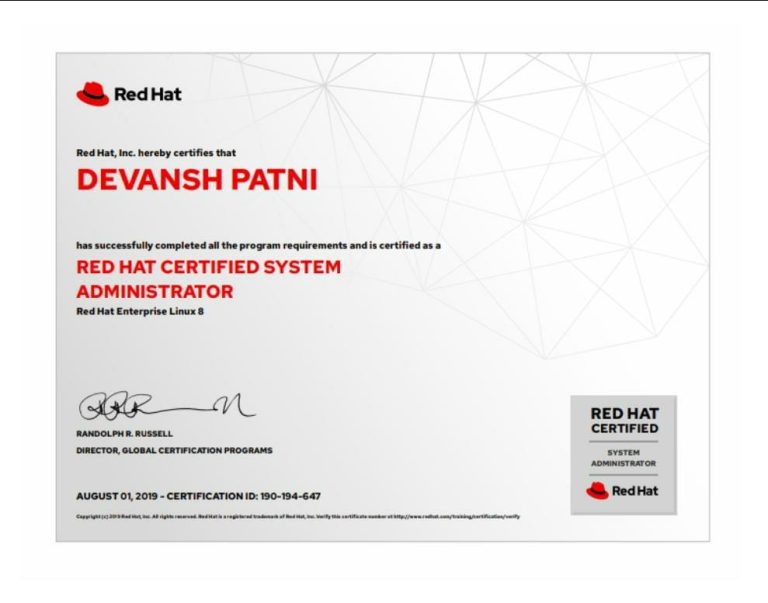 Red Hat
Red Hat, Inc. hereby certifies that
DEVANSH PATNI
has successfully completed all the program requirements and is certified as a
RED HAT CERTIFIED SYSTEM
ADMINISTRATOR
Red Hat Enterprise Linux 8
RANDOLPH R. RUSSELL
DIRECTOR, GLOBAL CERTIFICATION PROGRAMS
AUGUST 01, 2019 - CERTIFICATION ID: 190-194-647
Copyright (c) 2019 Red Hat, Inc. All rights reserved. Red Hat is a registered trademark of Red Hat, Inc. Verify this certificate number at http://www.redhat.com/training/certification/verify
RED HAT
CERTIFIED
SYSTEM
ADMINISTRATOR
Red Hat